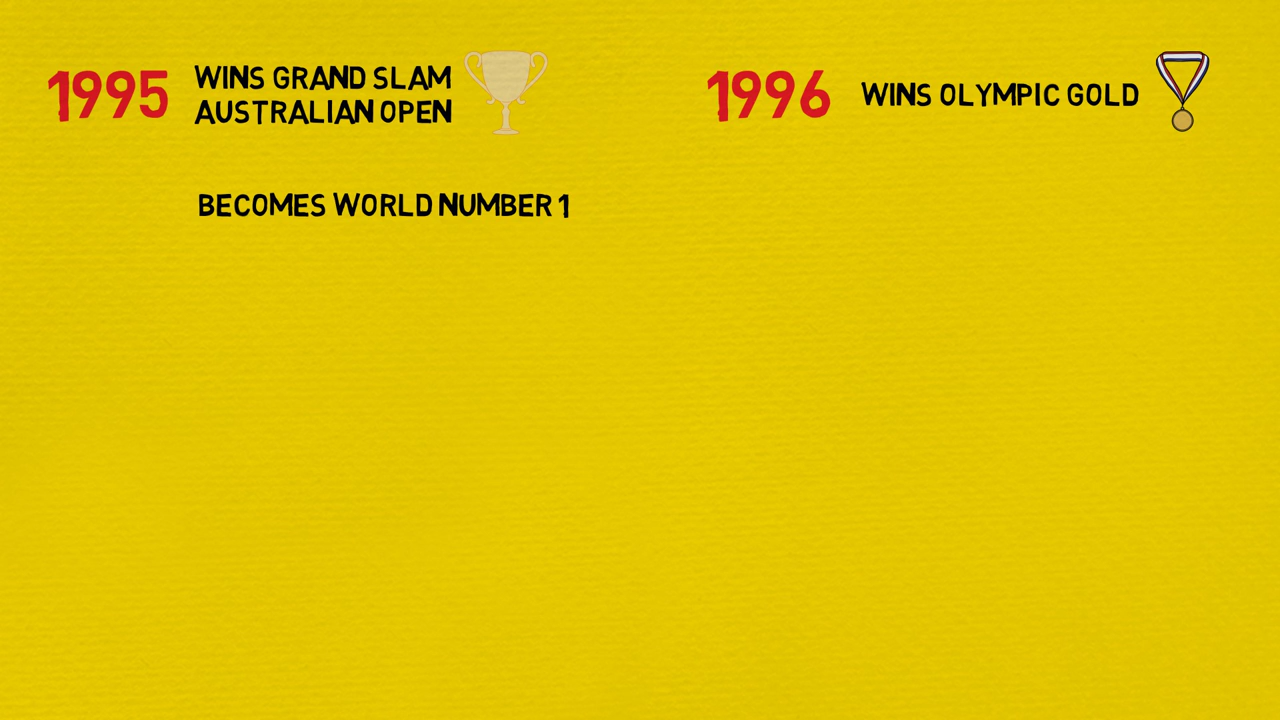 1995
WINS GRAND SLAM
AUSTRALIAN OPEN
BECOMES WORLD NUMBER 1
1996
WINS OLYMPIC GOLD